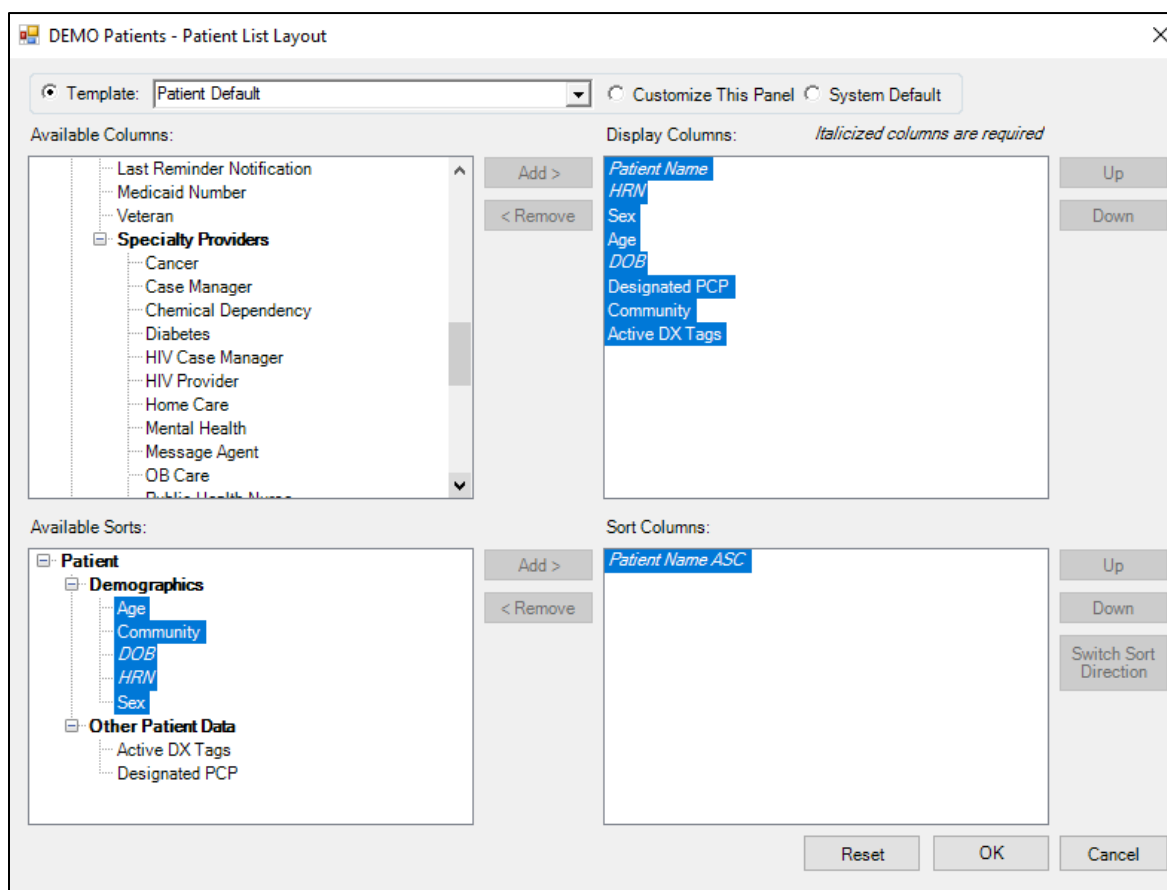 DEMO Patients - Patient List Layout
Template: Patient Default Customize This Panel System Default
Available Columns:
Last Reminder Notification
Medicaid Number
Veteran
Specialty Providers
Cancer
Case Manager
Chemical Dependency
Diabetes
HIV Case Manager
HIV Provider
Home Care
Mental Health
Message Agent
OB Care
Public Health Nurse
Add >
< Remove
Display Columns: Italicized columns are required
Patient Name
HRN
Sex
Age
DOB
Designated PCP
Community
Active DX Tags
Up
Down
Available Sorts:
Patient
Demographics
Age
Community
DOB
HRN
Sex
Other Patient Data
Active DX Tags
Designated PCP
Add >
< Remove
Sort Columns:
Patient Name ASC
Up
Down
Switch Sort
Direction
Reset OK Cancel